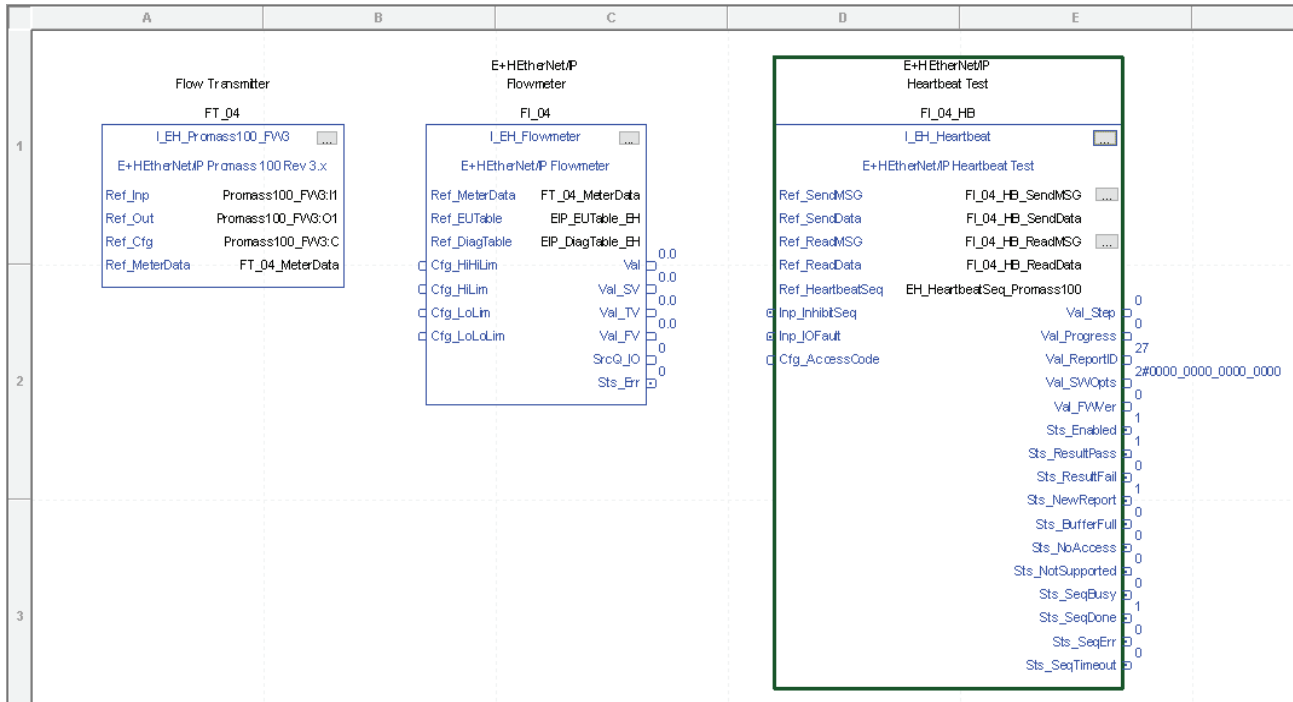 A B C D E
1
2
3
Flow Transmitter
FT_04
I_EH_Promass100_FW3 ...
E+H EtherNet/IP Promass 100 Rev 3.x
Ref_Inp Promass100_FW3:I1
Ref_Out Promass100_FW3:O1
Ref_Cfg Promass100_FW3:C
Ref_MeterData FT_04_MeterData
E+H EtherNet/IP
Flowmeter
FI_04
I_EH_Flowmeter ...
E+H EtherNet/IP Flowmeter
Ref_MeterData FT_04_MeterData
Ref_EUTable EIP_EUTable_EH
Ref_DiagTable EIP_DiagTable_EH
Cfg_HiHiLim Val 0.0
Cfg_HiLim Val_SV 0.0
Cfg_LoLim Val_TV 0.0
Cfg_LoLoLim Val_FV 0.0
SrcQ_IO 0
Sts_Err 0
E+H EtherNet/IP
Heartbeat Test
FI_04_HB
I_EH_Heartbeat ...
E+H EtherNet/IP Heartbeat Test
Ref_SendMSG FI_04_HB_SendMSG ...
Ref_SendData FI_04_HB_SendData
Ref_ReadMSG FI_04_HB_ReadMSG ...
Ref_ReadData FI_04_HB_ReadData
Ref_HeartbeatSeq EH_HeartbeatSeq_Promass100
Inp_InhibitSeq Val_Step 0
Inp_IOFault Val_Progress 0
Cfg_AccessCode Val_ReportID 27
Val_SWOpts 2#0000_0000_0000_0000
Val_FWVer 0
Sts_Enabled 1
Sts_ResultPass 1
Sts_ResultFail 0
Sts_NewReport 1
Sts_BufferFull 0
Sts_NoAccess 0
Sts_NotSupported 0
Sts_SeqBusy 0
Sts_SeqDone 1
Sts_SeqErr 0
Sts_SeqTimeout 0